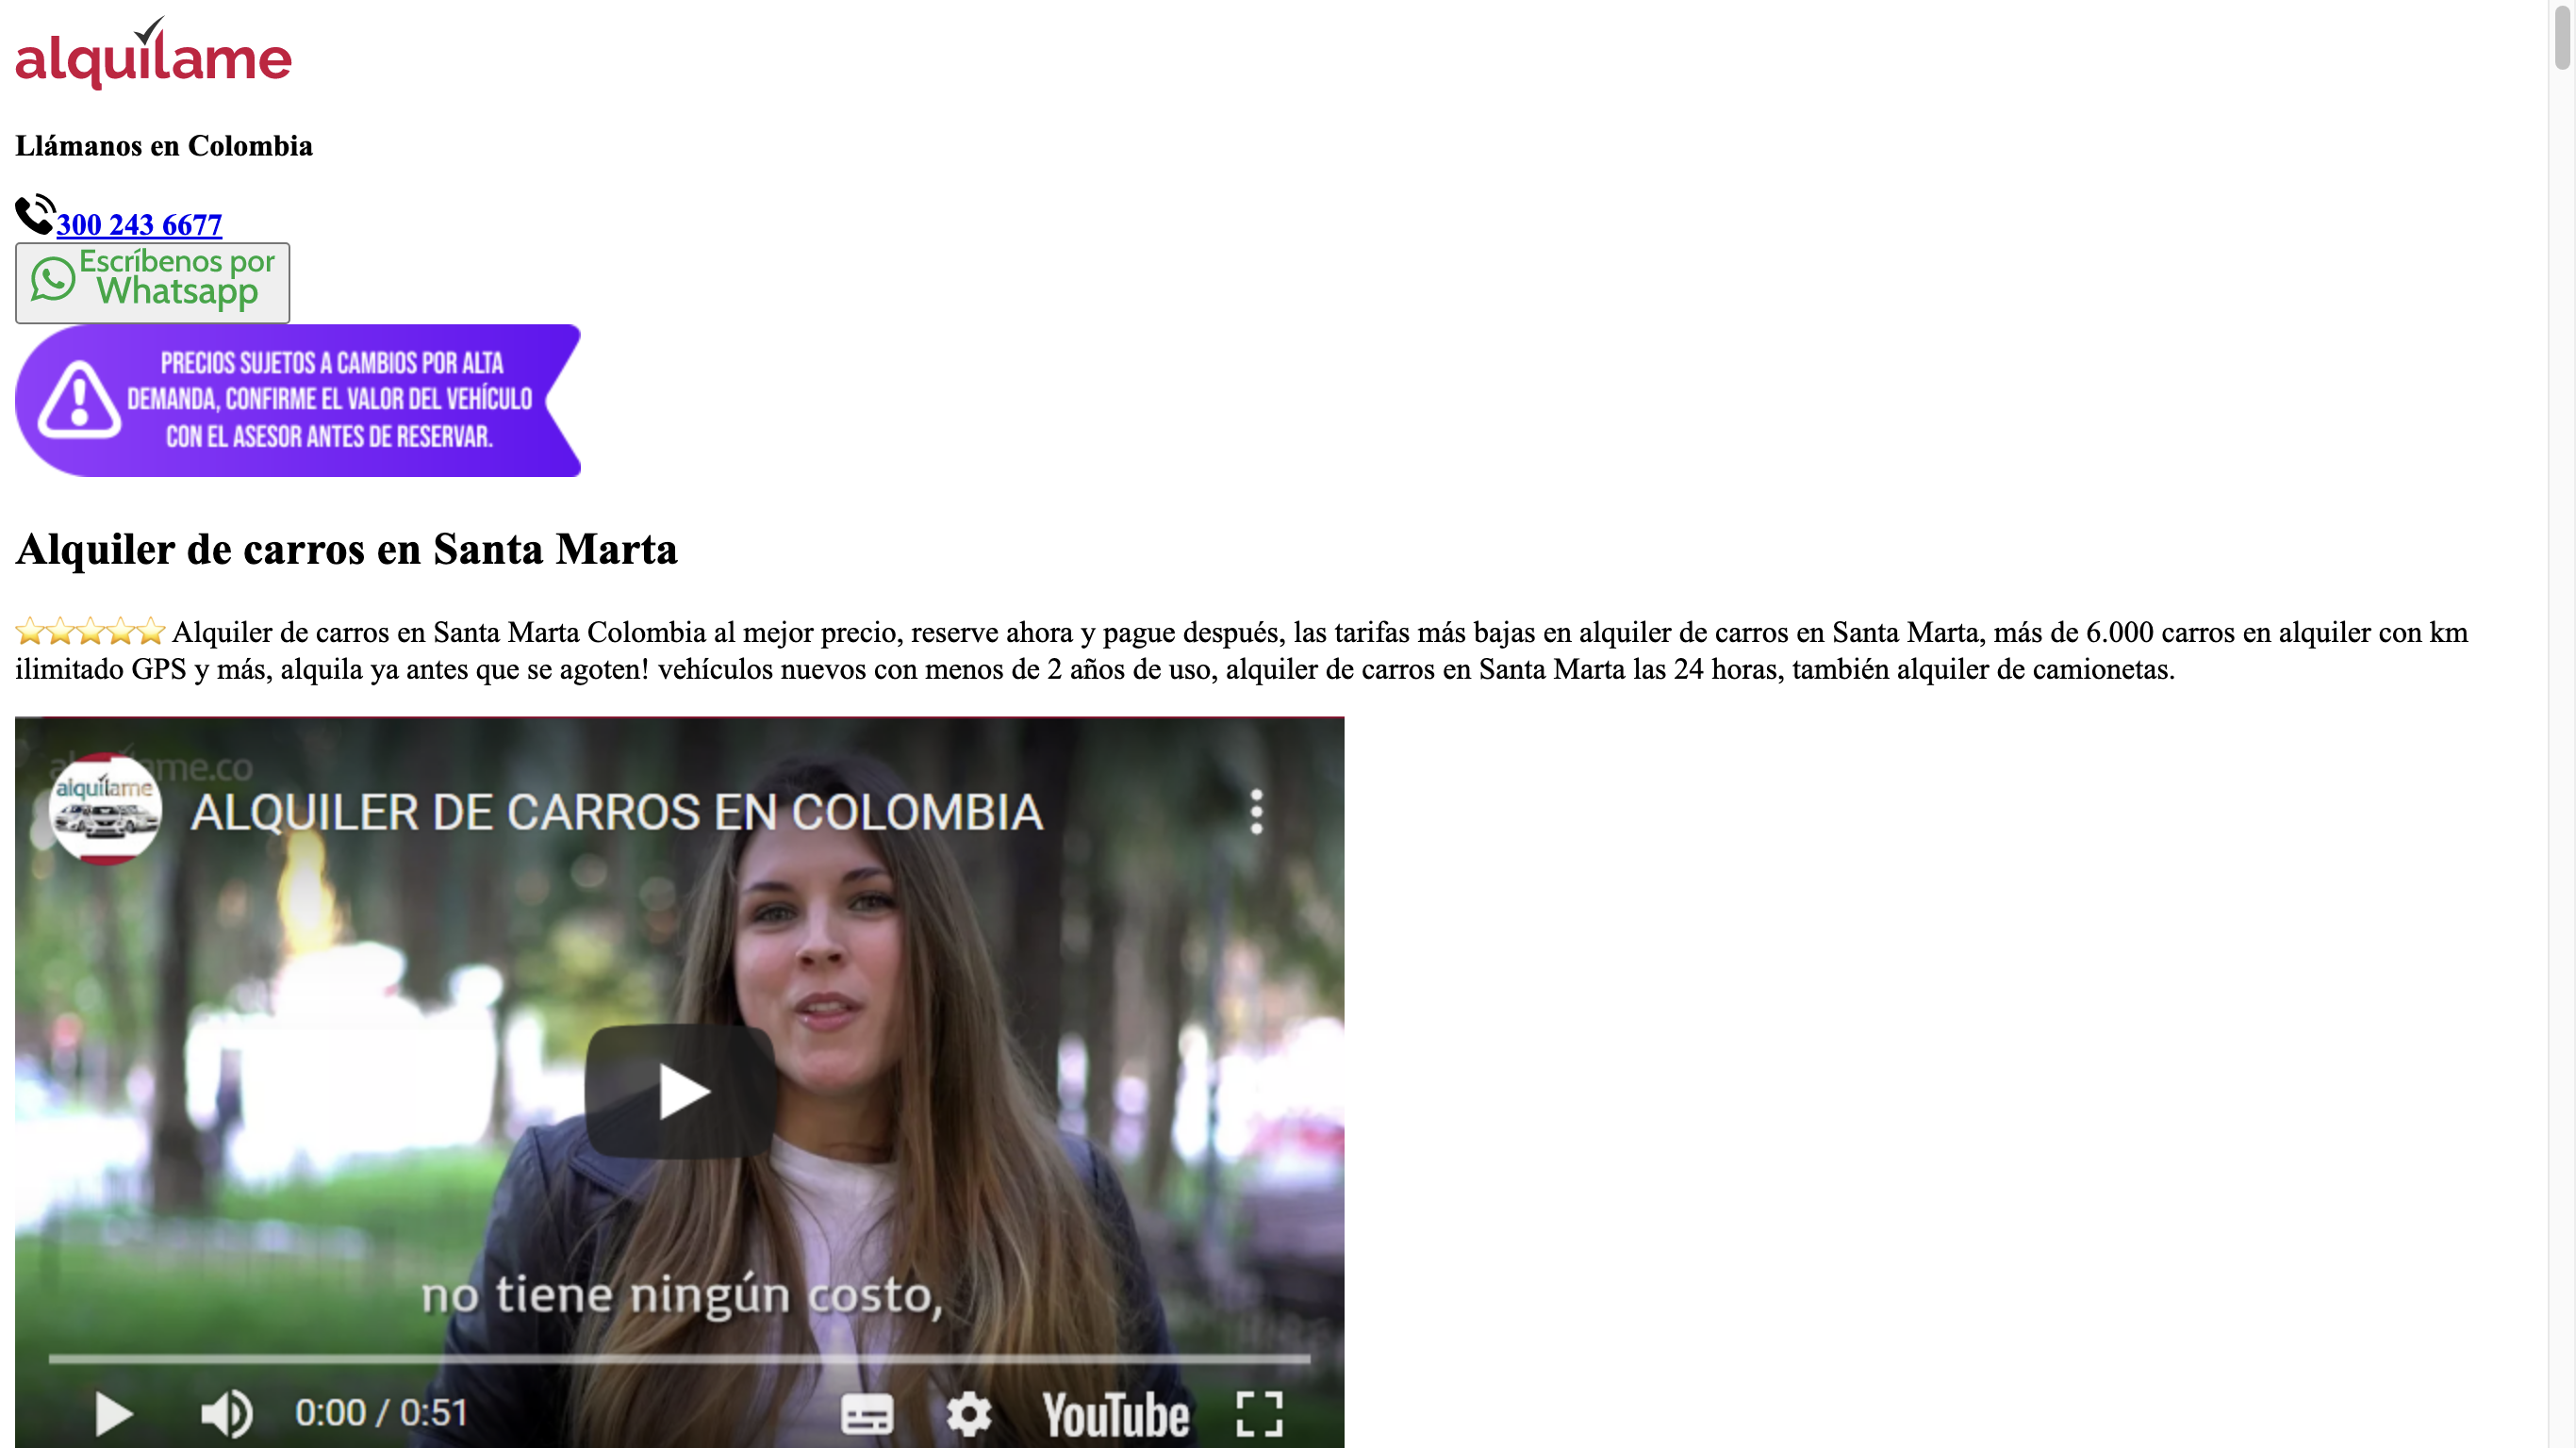 alquilame
Llámanos en Colombia
300 243 6677
Escríbenos por
Whatsapp
PRECIOS SUJETOS A CAMBIOS POR ALTA
DEMANDA, CONFIRME EL VALOR DEL VEHÍCULO
CON EL ASESOR ANTES DE RESERVAR.
Alquiler de carros en Santa Marta
⭐⭐⭐⭐⭐ Alquiler de carros en Santa Marta Colombia al mejor precio, reserve ahora y pague después, las tarifas más bajas en alquiler de carros en Santa Marta, más de 6.000 carros en alquiler con km
ilimitado GPS y más, alquila ya antes que se agoten! vehículos nuevos con menos de 2 años de uso, alquiler de carros en Santa Marta las 24 horas, también alquiler de camionetas.
alquilame
ALQUILER DE CARROS EN COLOMBIA
no tiene ningún costo,
0:00 / 0:51
YouTube